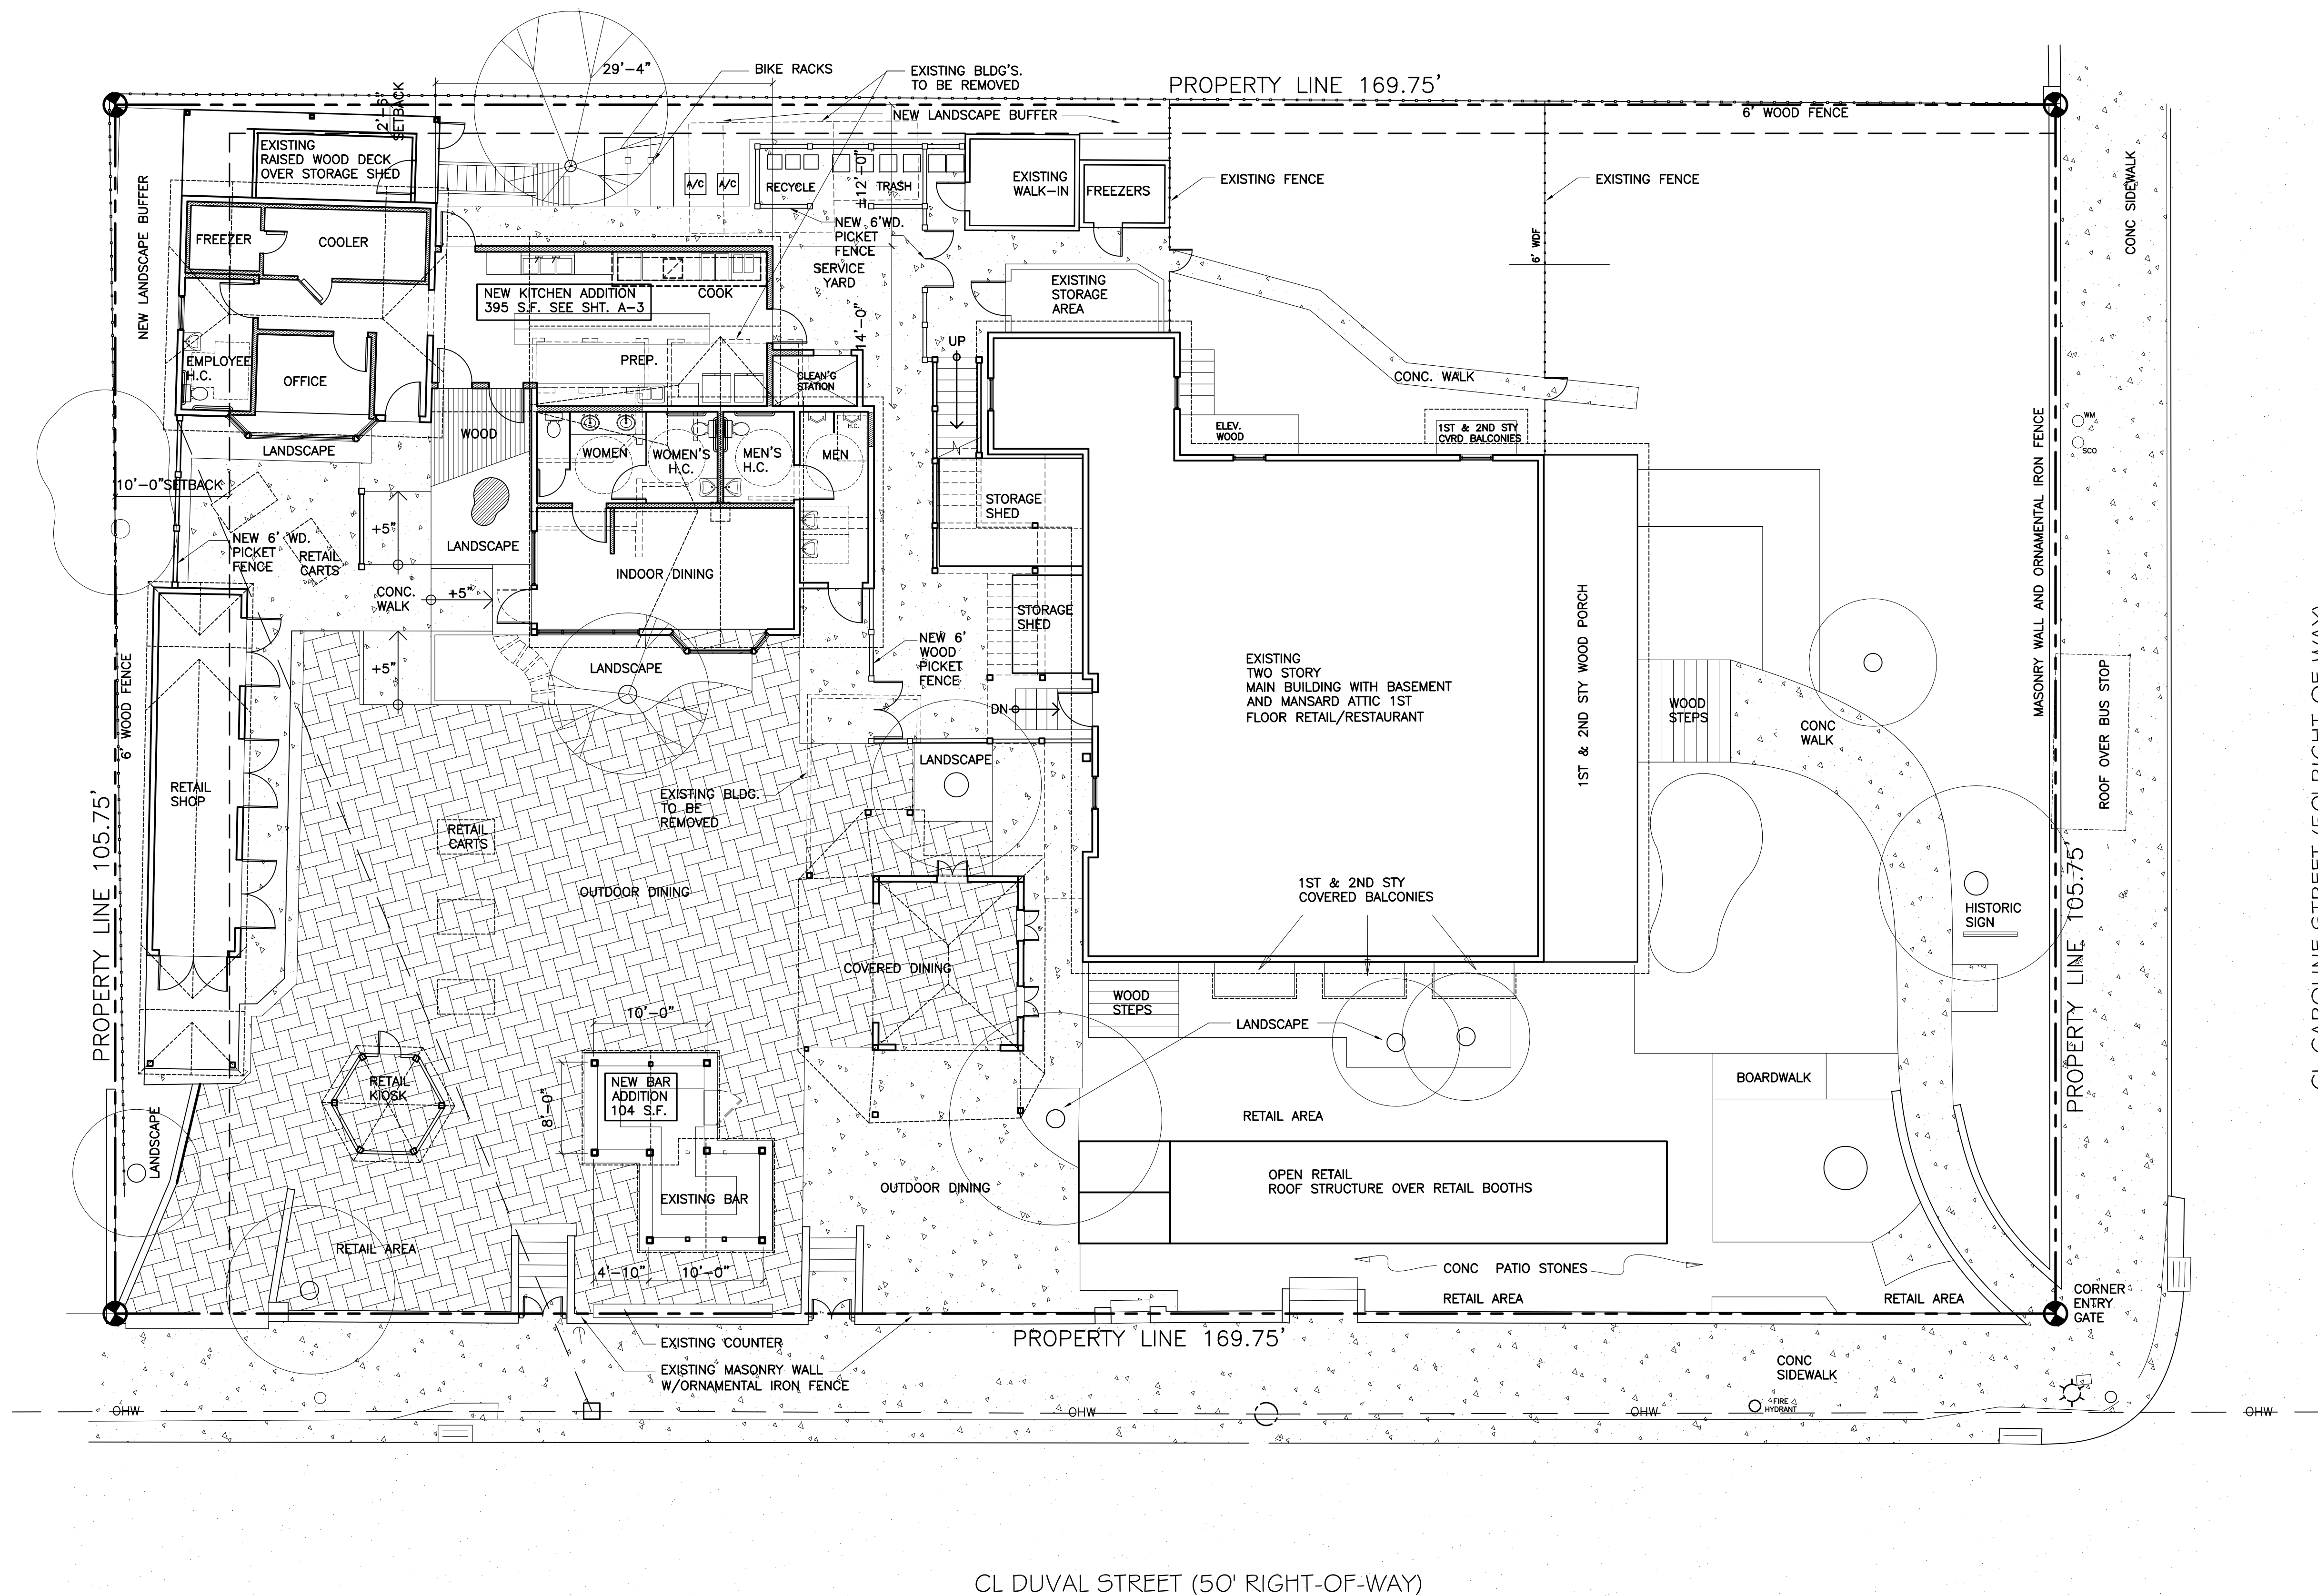 29'-4"
BIKE RACKS
EXISTING BLDG'S.
TO BE REMOVED
PROPERTY LINE 169.75'
NEW LANDSCAPE BUFFER
6' WOOD FENCE
2'-6"
SETBACK
EXISTING
RAISED WOOD DECK
OVER STORAGE SHED
NEW LANDSCAPE BUFFER
A/C
A/C
RECYCLE
TRASH
±12'-0"
EXISTING
WALK-IN
FREEZERS
EXISTING FENCE
EXISTING FENCE
CONC SIDEWALK
FREEZER
COOLER
NEW 6'WD.
PICKET
FENCE
SERVICE
YARD
6' WDF
NEW KITCHEN ADDITION
395 S.F. SEE SHT. A-3
COOK
EXISTING
STORAGE
AREA
14'-0"
UP
EMPLOYEE
H.C.
OFFICE
PREP.
CLEAN'G
STATION
CONC. WALK
WOOD
ELEV.
WOOD
1ST & 2ND STY
CVRD BALCONIES
WM
SCO
LANDSCAPE
WOMEN
WOMEN'S
H.C.
MEN'S
H.C.
MEN
H.C.
MASONRY WALL AND ORNAMENTAL IRON FENCE
10'-0"SETBACK
STORAGE
SHED
+5"
NEW 6' WD.
PICKET
FENCE
RETAIL
CARTS
LANDSCAPE
INDOOR DINING
CONC.
WALK
+5"
STORAGE
SHED
1ST & 2ND STY WOOD PORCH
6' WOOD FENCE
+5"
LANDSCAPE
NEW 6'
WOOD
PICKET
FENCE
EXISTING
TWO STORY
MAIN BUILDING WITH BASEMENT
AND MANSARD ATTIC 1ST
FLOOR RETAIL/RESTAURANT
DN
WOOD
STEPS
CONC
WALK
ROOF OVER BUS STOP
PROPERTY LINE 105.75'
RETAIL
SHOP
EXISTING BLDG.
TO BE
REMOVED
LANDSCAPE
RETAIL
CARTS
OUTDOOR DINING
1ST & 2ND STY
COVERED BALCONIES
HISTORIC
SIGN
PROPERTY LINE 105.75'
COVERED DINING
10'-0"
WOOD
STEPS
LANDSCAPE
RETAIL
KIOSK
NEW BAR
ADDITION
104 S.F.
8'-0"
BOARDWALK
RETAIL AREA
LANDSCAPE
EXISTING BAR
OUTDOOR DINING
OPEN RETAIL
ROOF STRUCTURE OVER RETAIL BOOTHS
RETAIL AREA
4'-10"
10'-0"
CONC PATIO STONES
RETAIL AREA
RETAIL AREA
CORNER
ENTRY
GATE
EXISTING COUNTER
PROPERTY LINE 169.75'
EXISTING MASONRY WALL
W/ORNAMENTAL IRON FENCE
CONC
SIDEWALK
OHW
OHW
OHW
FIRE
HYDRANT
OHW
CL DUVAL STREET (50' RIGHT-OF-WAY)